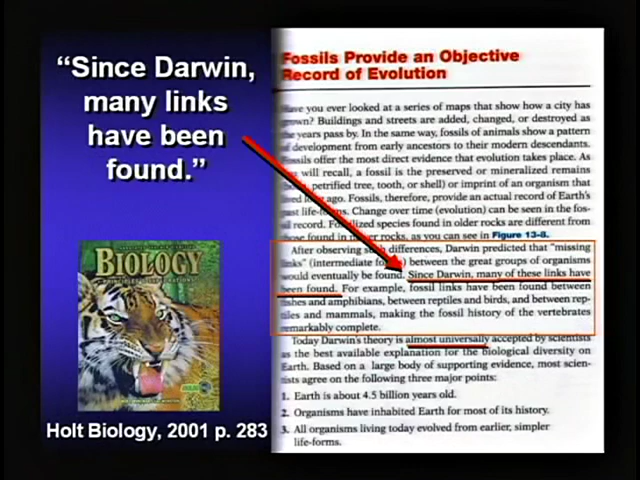 "Since Darwin,
many links
have been
found."
BIOLOGY
Holt Biology, 2001 p. 283
Fossils Provide an Objective
Record of Evolution
Have you ever looked at a series of maps that show how a city has
grown? Buildings and streets are added, changed, or destroyed as
the years pass by. In the same way, fossils of animals show a pattern
of development from early ancestors to their modern descendants.
Fossils offer the most direct evidence that evolution takes place. As
will recall, a fossil is the preserved or mineralized remains
petrified tree, tooth, or shell) or imprint of an organism that
lived ago. Fossils, therefore, provide an actual record of Earth's
past life-forms. Change over time (evolution) can be seen in the fos-
sil record. Fossilized species found in older rocks are different from
those found in rocks, as you can see in Figure 13-8.
After observing such differences, Darwin predicted that "missing
links" (intermediate between the great groups of organisms
would eventually be found. Since Darwin, many of these links have
been found. For example, fossil links have been found between
fishes and amphibians, between reptiles and birds, and between rep-
tiles and mammals, making the fossil history of the vertebrates
remarkably complete.
Today Darwin's theory is almost universally accepted by scientists
as the best available explanation for the biological diversity on
Earth. Based on a large body of supporting evidence, most scien-
tists agree on the following three major points:
1. Earth is about 4.5 billion years old.
2. Organisms have inhabited Earth for most of its history.
3. All organisms living today evolved from earlier, simpler
life-forms.